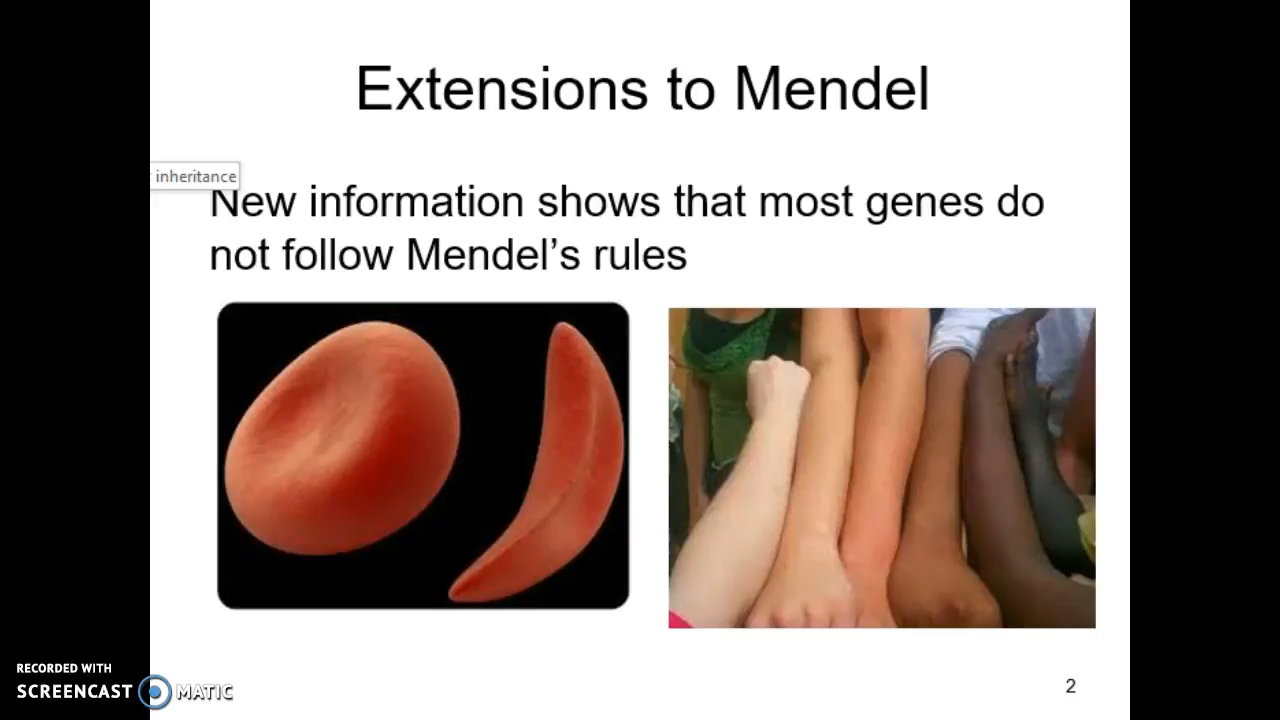 Extensions to Mendel
inheritance
New information shows that most genes do
not follow Mendel’s rules
RECORDED WITH
SCREENCAST MATIC
2